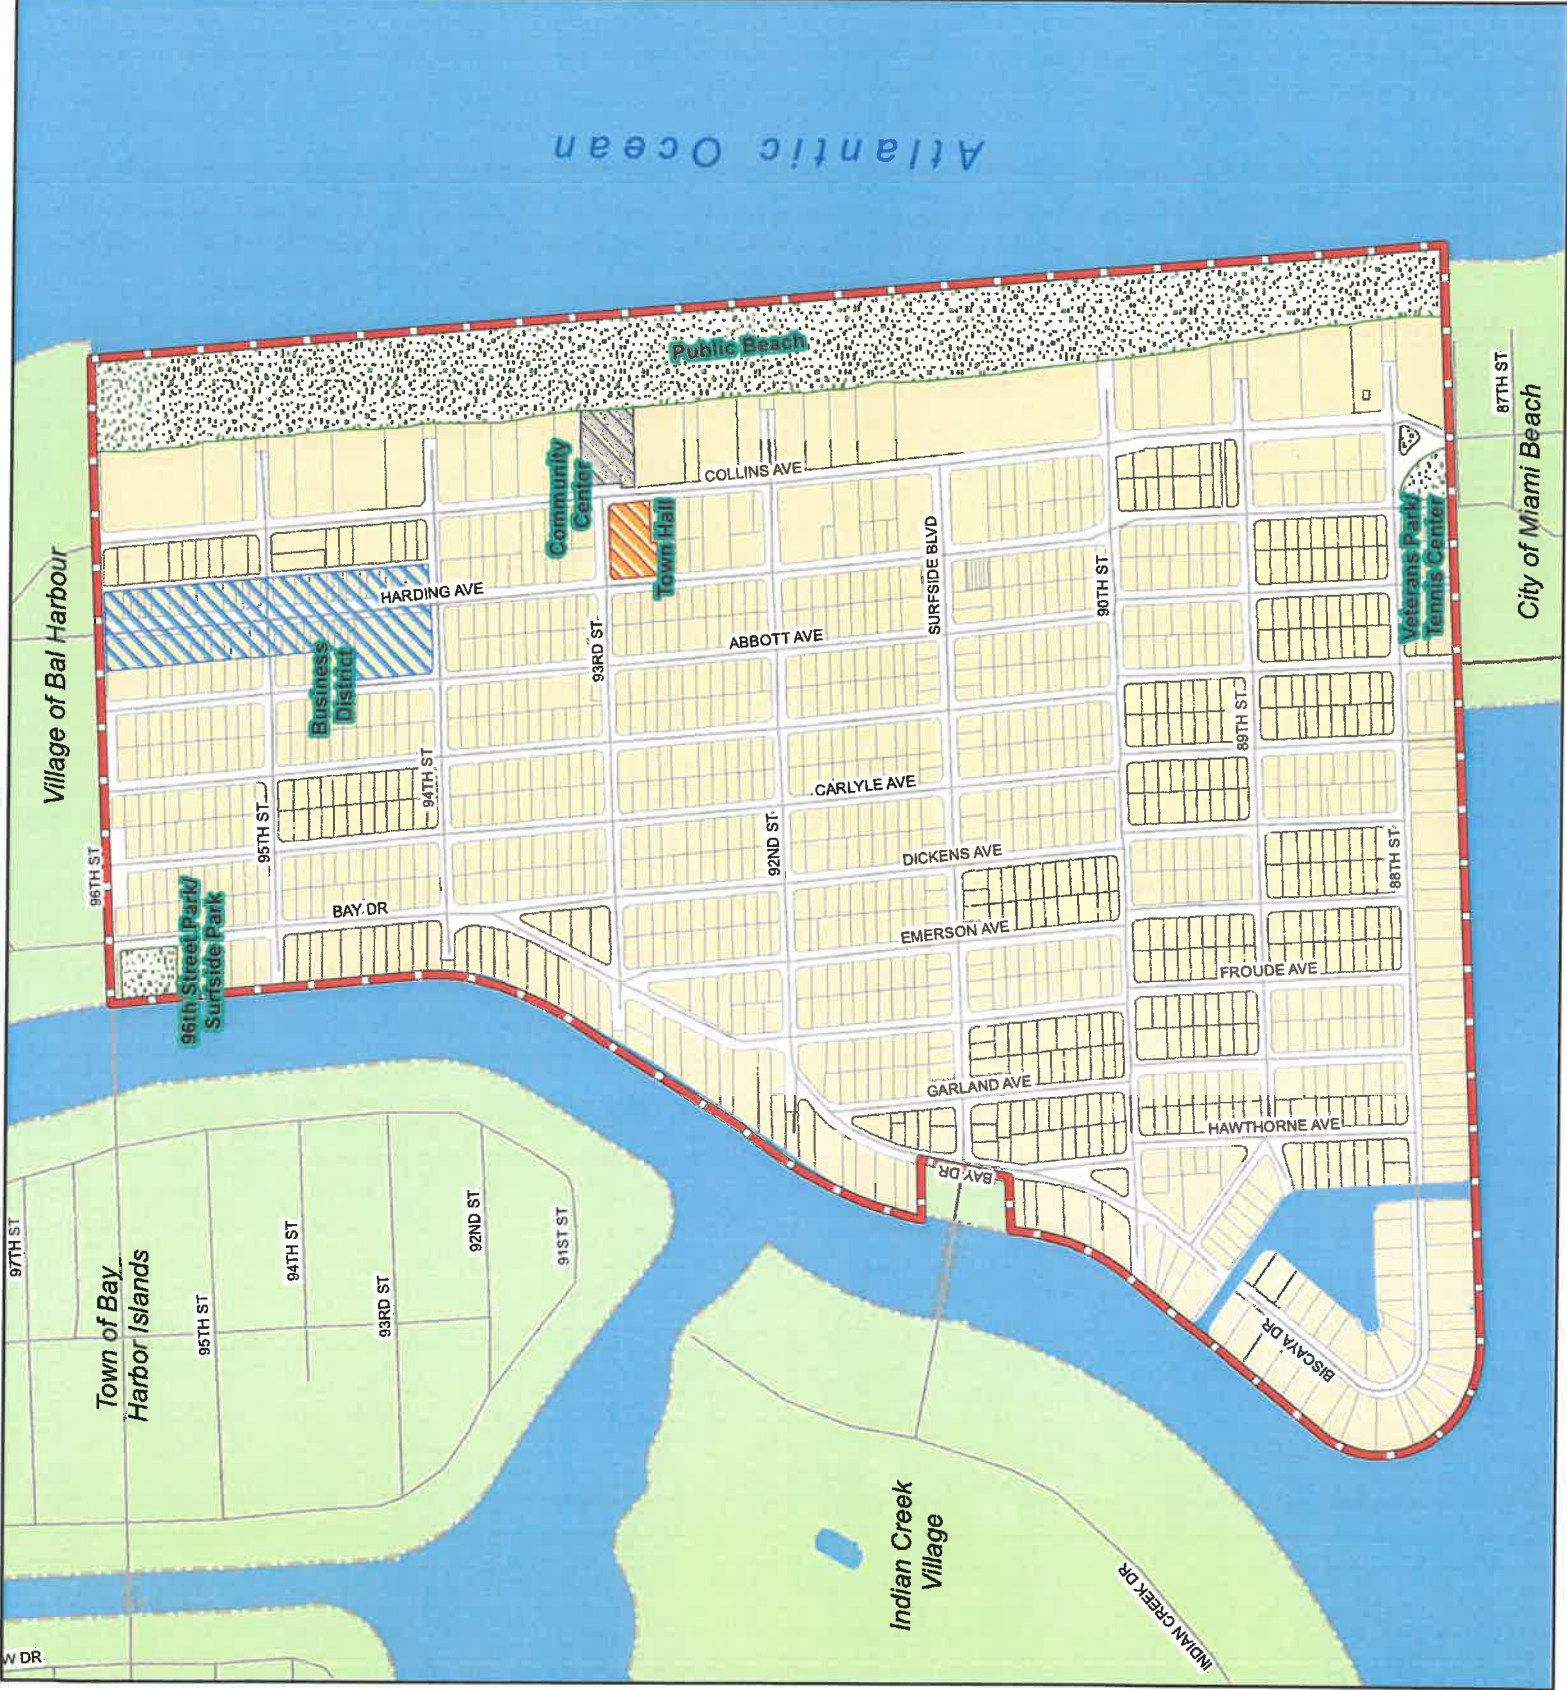 Atlantic Ocean
Village of Bal Harbour
96TH ST
96th Street Park/
Surfside Park
95TH ST
BAY DR
Business
District
94TH ST
HARDING AVE
Community
Center
Town Hall
Public Beach
COLLINS AVE
93RD ST
ABBOTT AVE
SURFSIDE BLVD
90TH ST
92ND ST
CARLYLE AVE
DICKENS AVE
EMERSON AVE
89TH ST
88TH ST
FROUDE AVE
GARLAND AVE
HAWTHORNE AVE
BAY DR
BISCAYA DR
Veterans Park/
Tennis Center
87TH ST
City of Miami Beach
97TH ST
Town of Bay
Harbor Islands
95TH ST
94TH ST
93RD ST
92ND ST
91ST ST
W DR
Indian Creek
Village
INDIAN CREEK DR